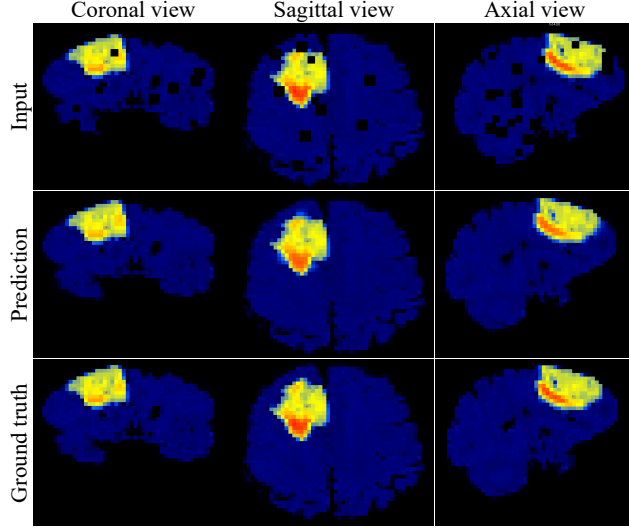 Coronal view
Sagittal view
Axial view
Input
Prediction
Ground truth